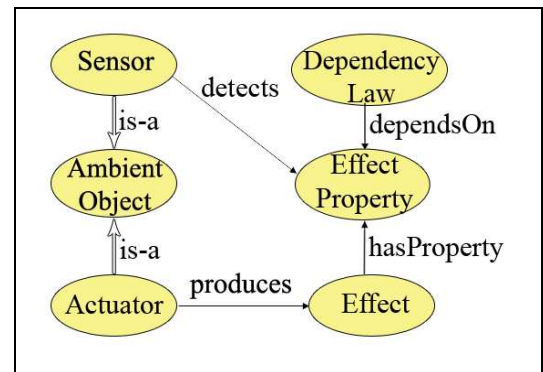 Sensor
Dependency
Law
detects
is-a
dependsOn
Ambient
Object
Effect
Property
is-a
hasProperty
produces
Actuator
Effect